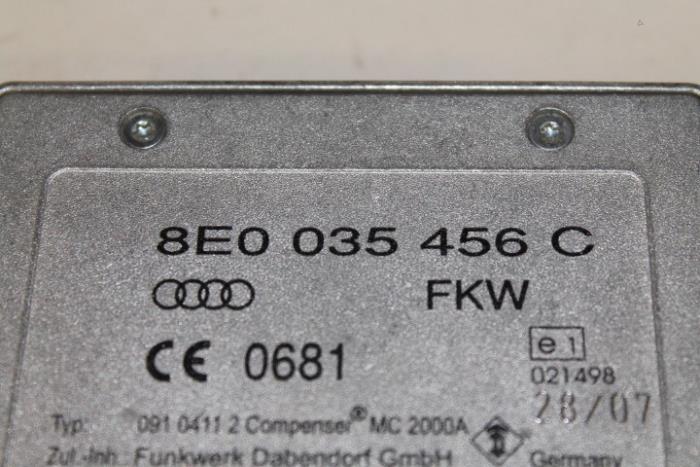 8E0 035 456 C
FKW
CE 0681
e 1
021498
28/07
Typ: 091 0411 2 Compenser® MC 2000A
Zul.-Inh.: Funkwerk Dabendorf GmbH Germany